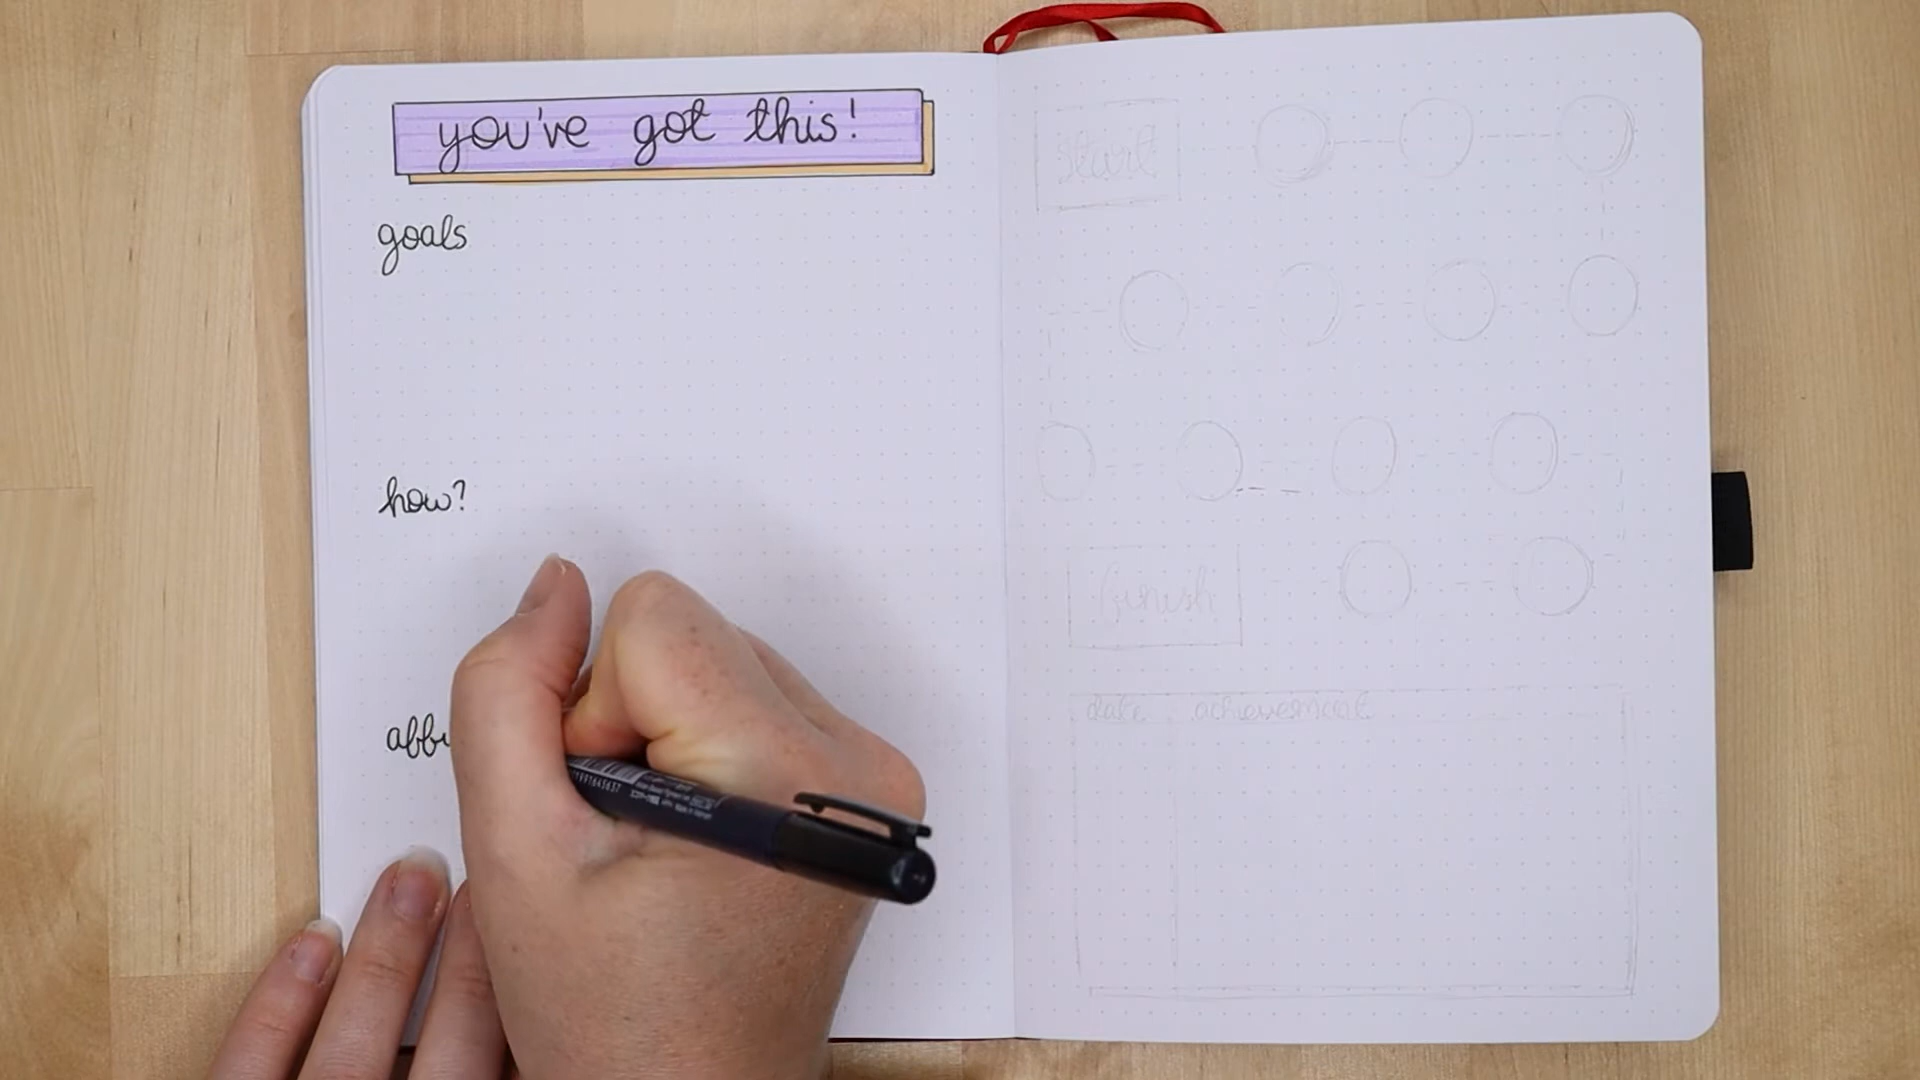 you've got this!
goals
how?
start
finish
date achievement